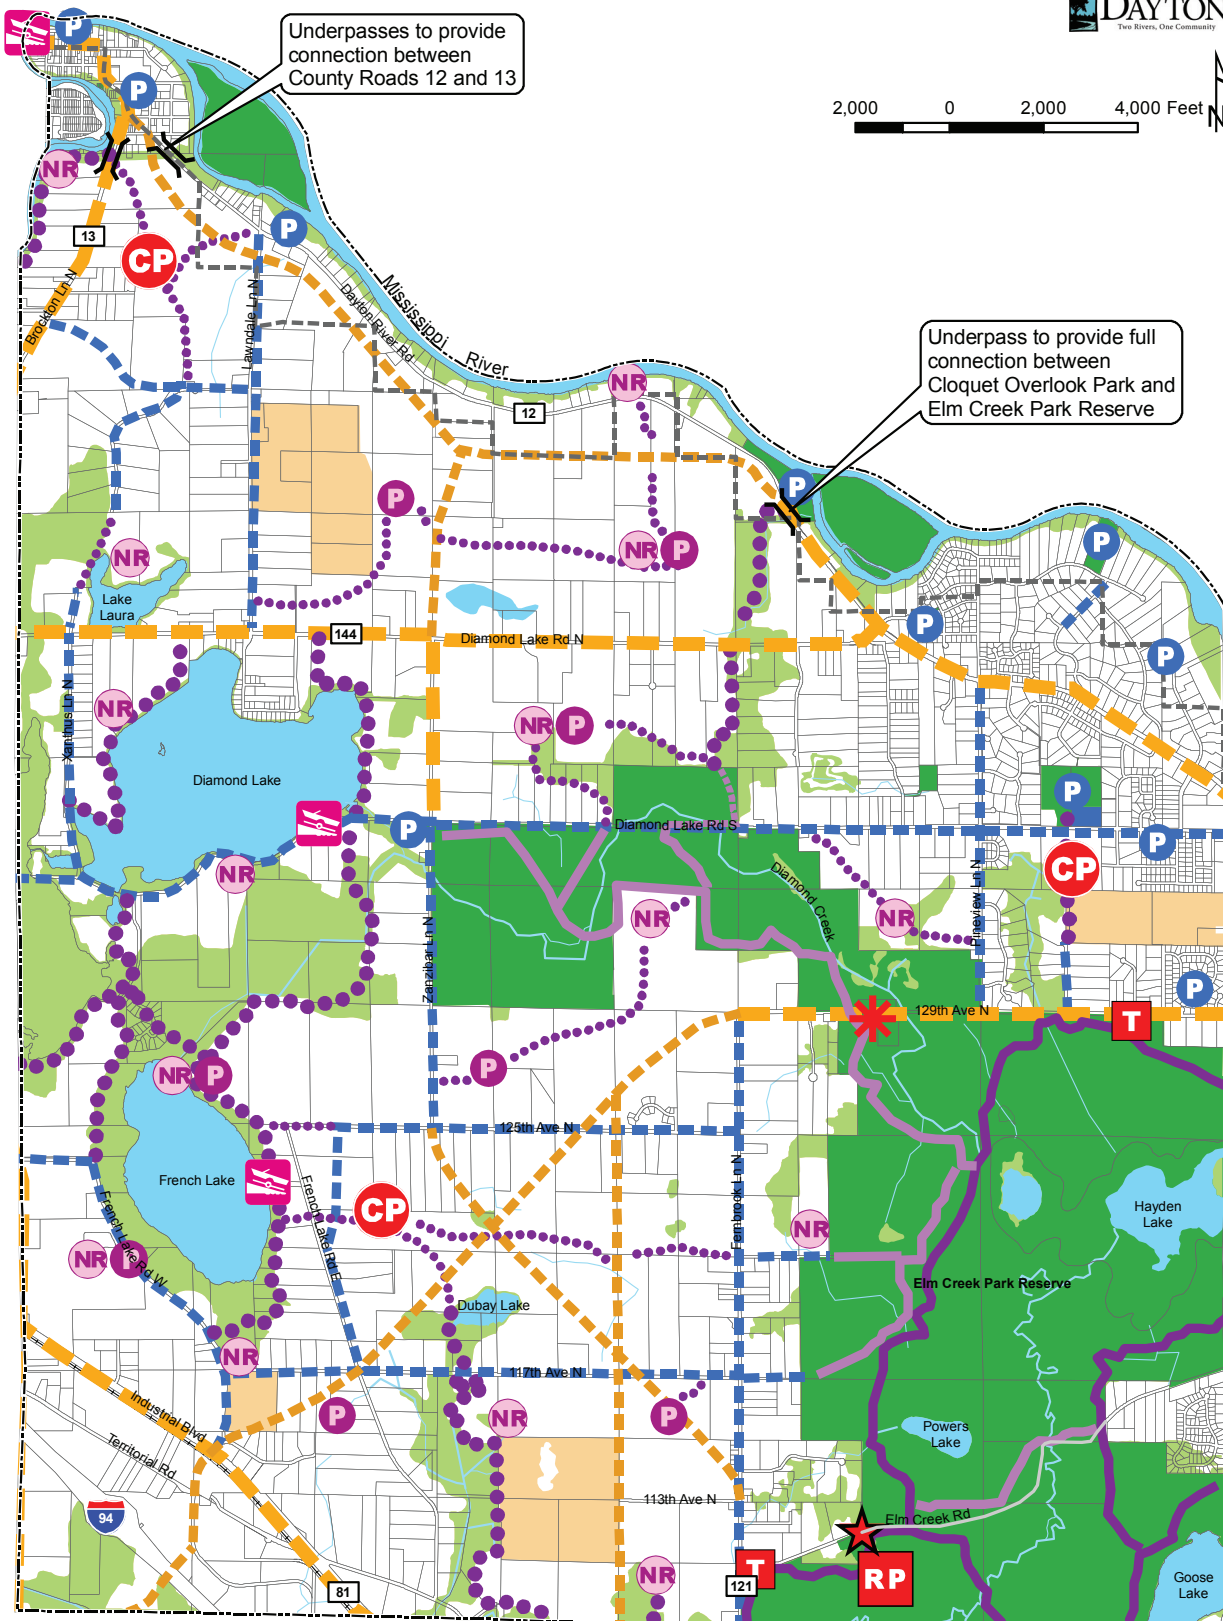 DAYTON
Two Rivers, One Community
Underpasses to provide
connection between
County Roads 12 and 13
2,000 0 2,000 4,000 Feet
N
P
P
NR
13
CP
P
Brockton Ln N
Lawndale Ln N
Dayton River Rd
Mississippi River
Underpass to provide full
connection between
Cloquet Overlook Park and
Elm Creek Park Reserve
NR
12
P
P
NR
P
P
NR
Lake
Laura
P
144
Diamond Lake Rd N
P
Xanthus Ln N
NR
NR
P
Diamond Lake
P
P
Diamond Lake Rd S
P
NR
CP
Diamond Creek
Pineview Ln N
NR
NR
Zanzibar Ln N
P
129th Ave N
T
NR
P
P
125th Ave N
French Lake
French Lake Rd E
CP
Fernbrook Ln N
NR
Hayden
Lake
French Lake Rd W
NR
P
Elm Creek Park Reserve
Dubay Lake
NR
117th Ave N
Industrial Blvd
Territorial Rd
P
NR
P
Powers
Lake
113th Ave N
94
Elm Creek Rd
T
RP
NR
121
81
Goose
Lake